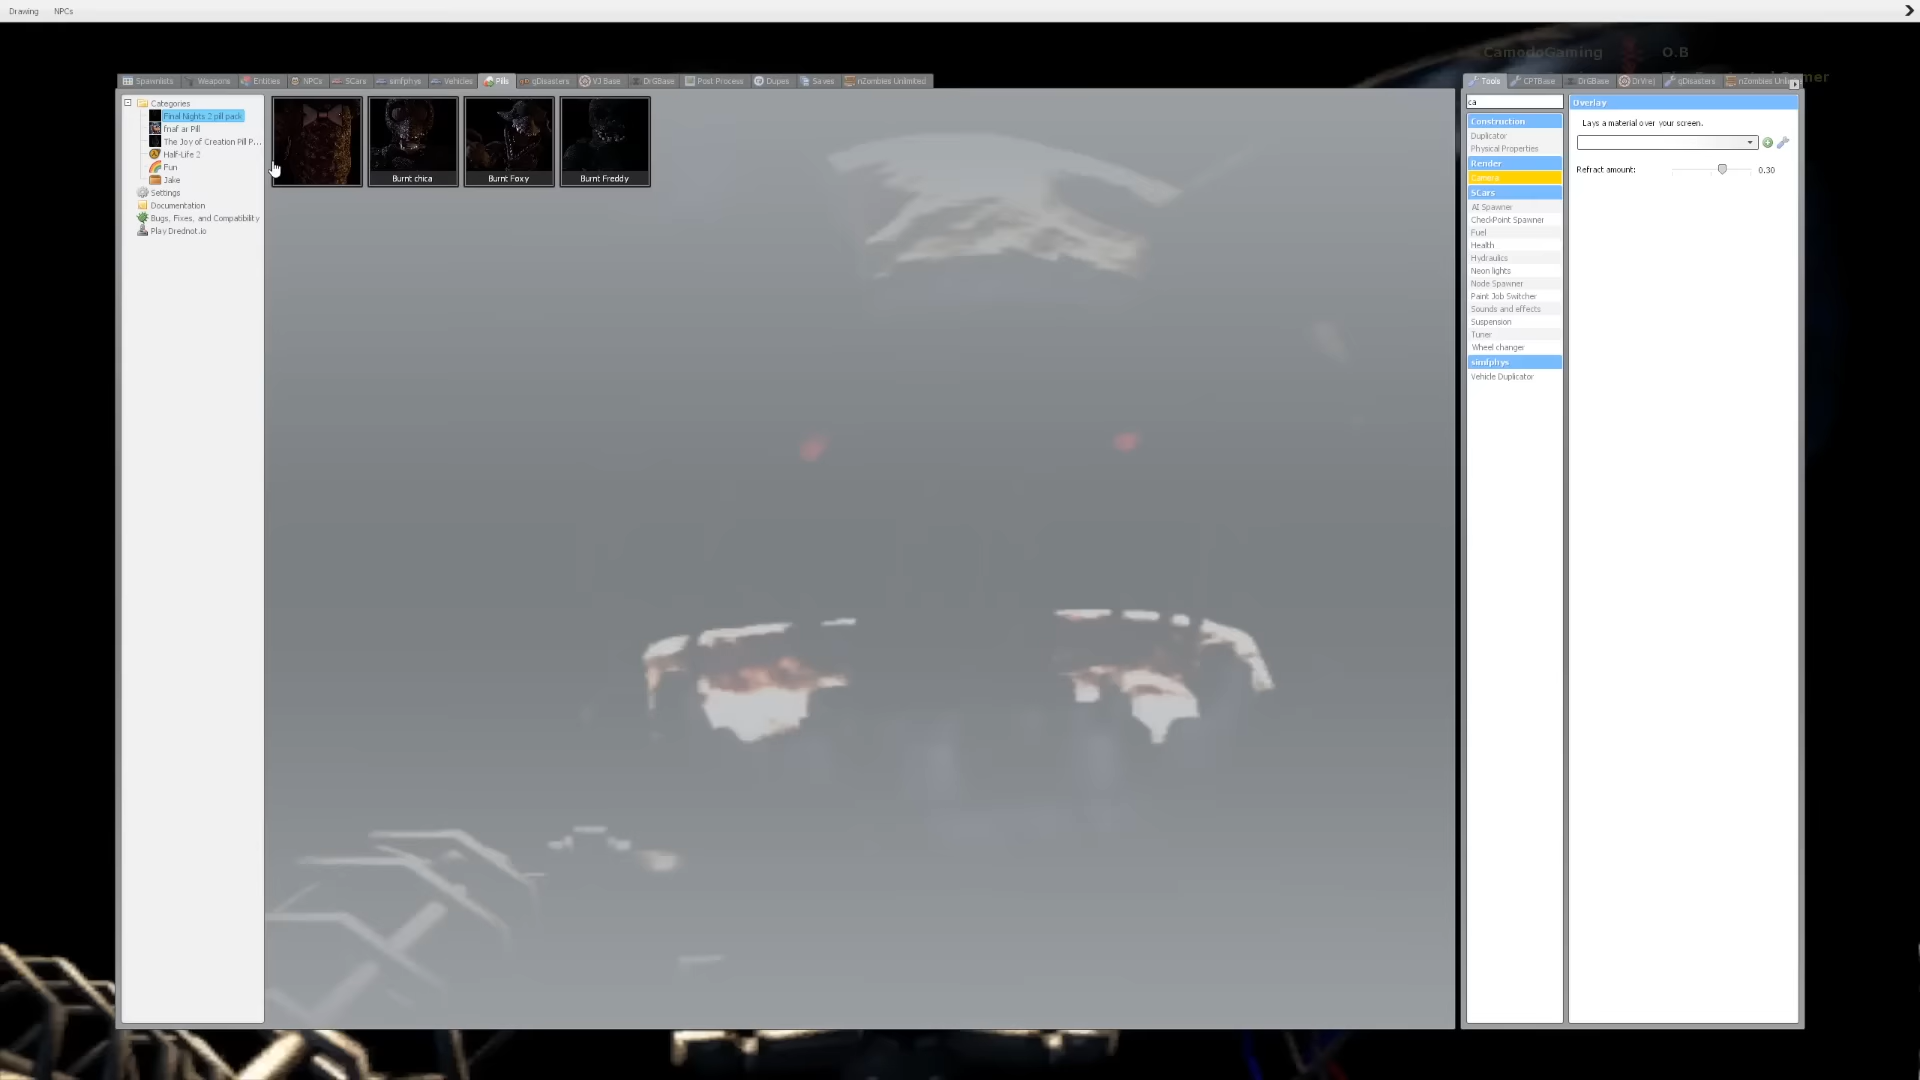 Drawing NPCs
CamodoGaming O.B
Spawnlists Weapons Entities NPCs SCars simfphys Vehicles Pills gDisasters VJ Base DrGBase Post Process Dupes Saves nZombies Unlimited
Tools CPTBase DrGBase gDisasters
Categories
Final Nights 2 pill pack
fnaf ar Pill
The Joy of Creation Pill P...
Half-Life 2
Fun
Jake
Settings
Documentation
Bugs, Fixes, and Compatibility
Play Drednot.io
Burnt chica
Burnt Foxy
Burnt Freddy
ca
Construction
Duplicator
Physical Properties
Render
Camera
SCars
AI Spawner
CheckPoint Spawner
Fuel
Health
Hydraulics
Neon lights
Node Spawner
Paint Job Switcher
Sounds and effects
Suspension
Tuner
Wheel changer
simfphys
Vehicle Duplicator
Overlay
Lays a material over your screen.
Refract amount: 0.30